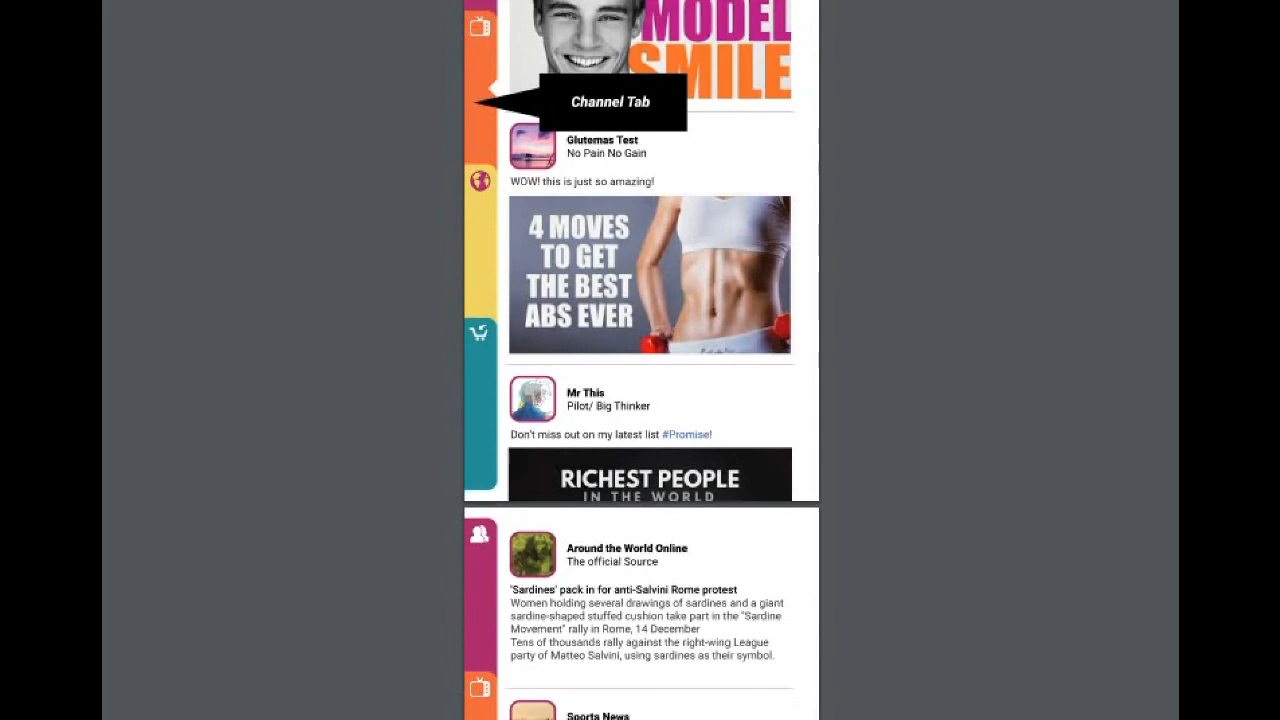 MODEL
SMILE
Channel Tab
Glutemas Test
No Pain No Gain
WOW! this is just so amazing!
4 MOVES
TO GET
THE BEST
ABS EVER
Mr This
Pilot/ Big Thinker
Don't miss out on my latest list #Promise!
RICHEST PEOPLE
IN THE WORLD
Around the World Online
The official Source
'Sardines' pack in for anti-Salvini Rome protest
Women holding several drawings of sardines and a giant
sardine-shaped stuffed cushion take part in the "Sardine
Movement" rally in Rome, 14 December
Tens of thousands rally against the right-wing League
party of Matteo Salvini, using sardines as their symbol.
Sports News